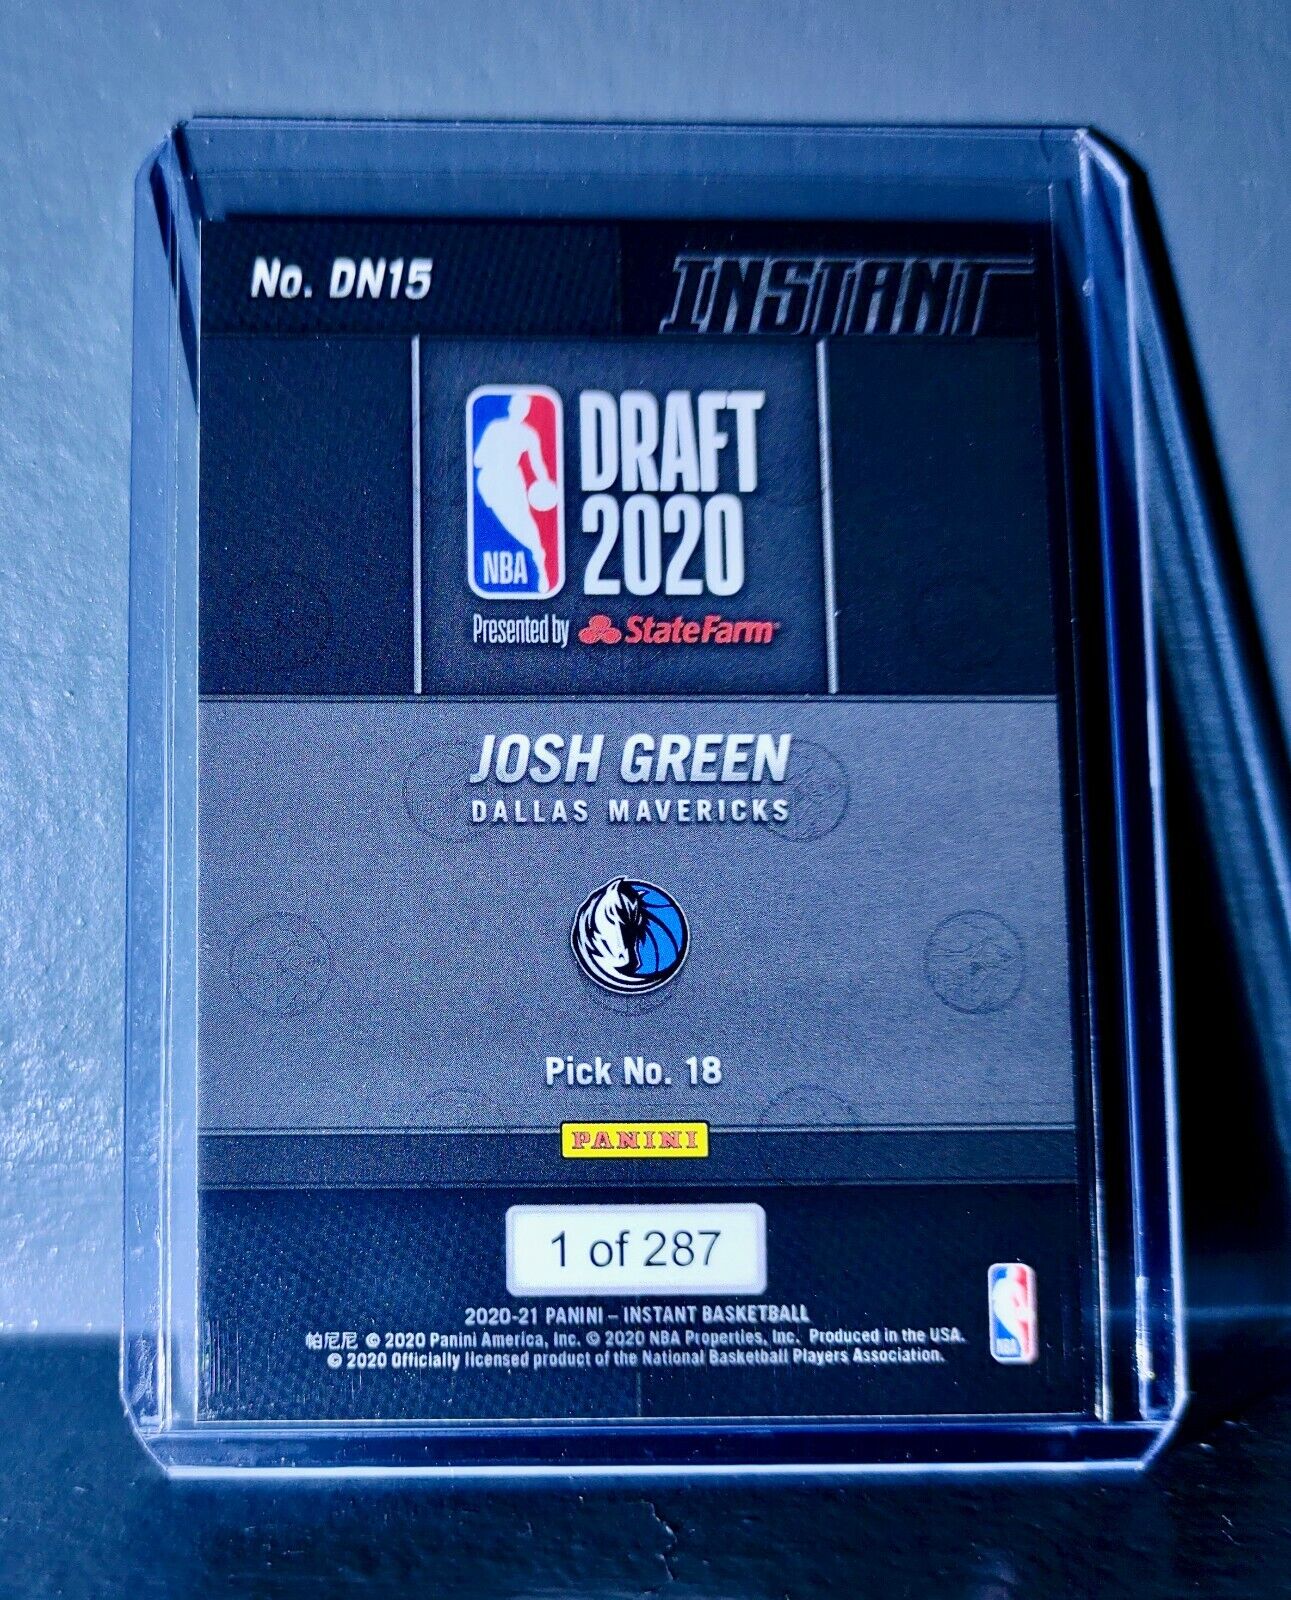 No. DN15
INSTANT
DRAFT
2020
NBA
Presented by StateFarm
JOSH GREEN
DALLAS MAVERICKS
Pick No. 18
PANINI
1 of 287
2020-21 PANINI – INSTANT BASKETBALL
帕尼尼 © 2020 Panini America, Inc. © 2020 NBA Properties, Inc. Produced in the USA.
© 2020 Officially licensed product of the National Basketball Players Association.
NBA